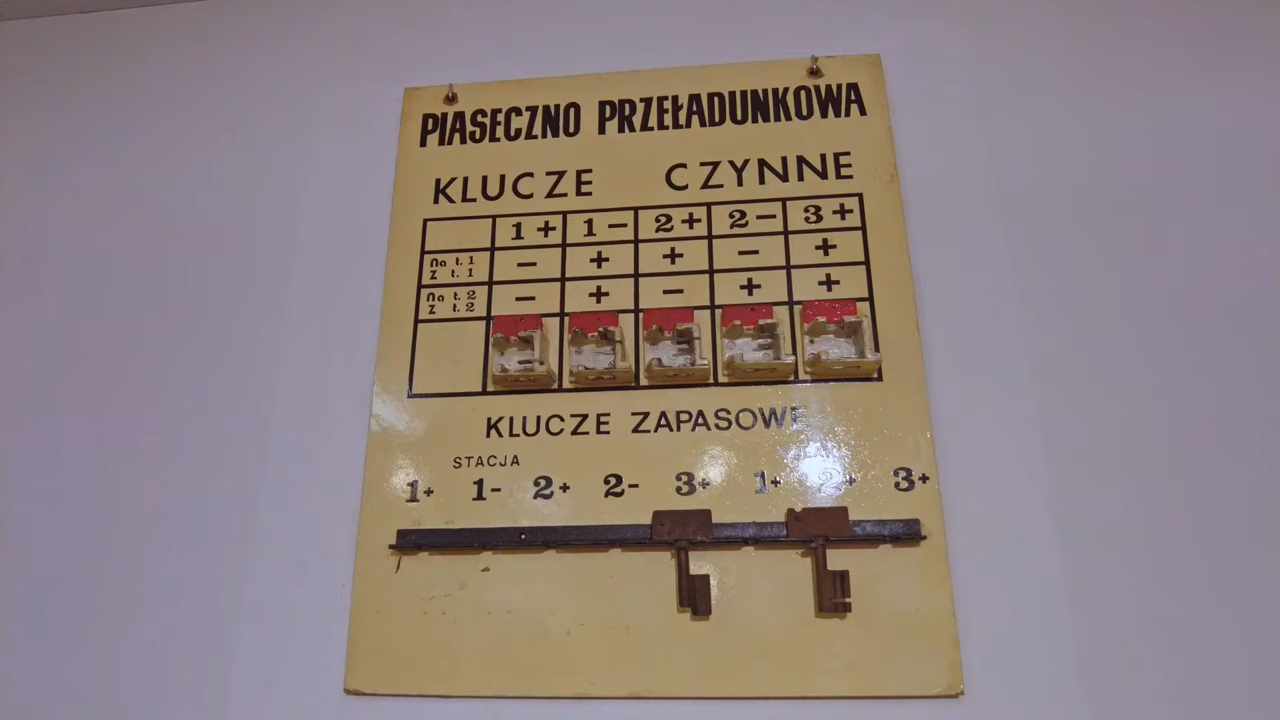 PIASECZNO PRZEŁADUNKOWA
KLUCZE CZYNNE
1+ 1- 2+ 2- 3+
Na t. 1 - + + - +
Z t. 1
Na t. 2 - + - + +
Z t. 2
KLUCZE ZAPASOWE
STACJA
1+ 1- 2+ 2- 3+ 1+ 2+ 3+